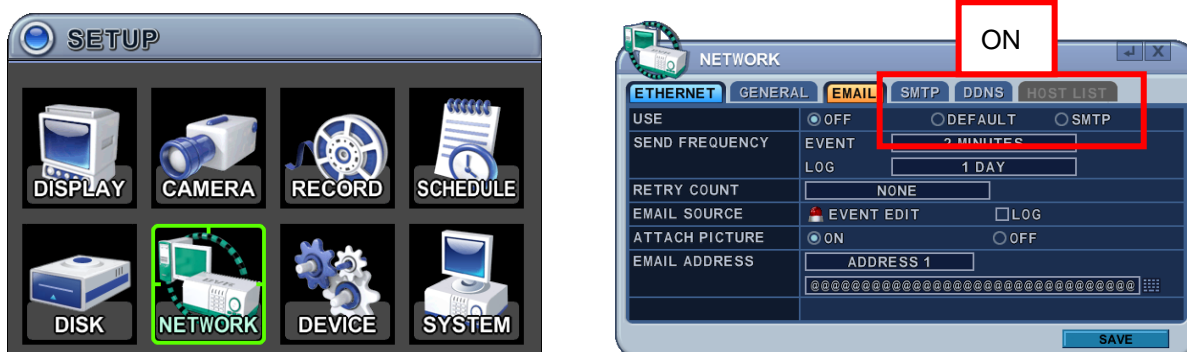 SETUP
DISPLAY CAMERA RECORD SCHEDULE
DISK NETWORK DEVICE SYSTEM
ON
NETWORK
ETHERNET GENERAL EMAIL SMTP DDNS HOST LIST
USE OFF DEFAULT SMTP
SEND FREQUENCY EVENT 2 MINUTES
LOG 1 DAY
RETRY COUNT NONE
EMAIL SOURCE EVENT EDIT LOG
ATTACH PICTURE ON OFF
EMAIL ADDRESS ADDRESS 1
@@@@@@@@@@@@@@@@@@@@@@@@@@@@@@@@
SAVE